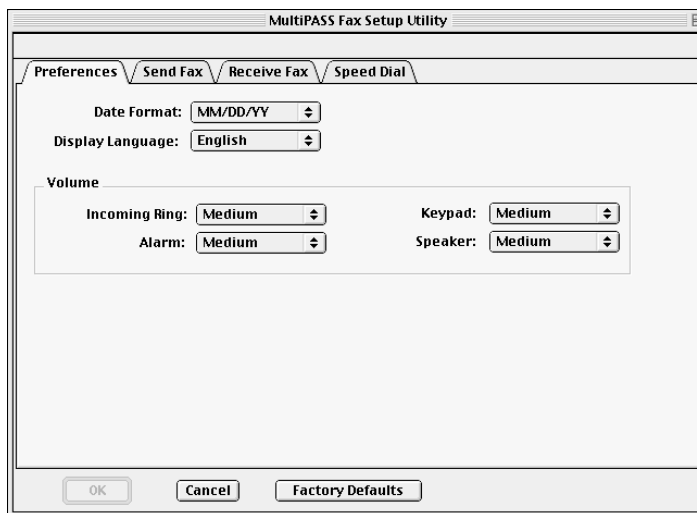 MultiPASS Fax Setup Utility
Preferences Send Fax Receive Fax Speed Dial
Date Format: MM/DD/YY
Display Language: English
Volume
Incoming Ring: Medium Keypad: Medium
Alarm: Medium Speaker: Medium
OK Cancel Factory Defaults